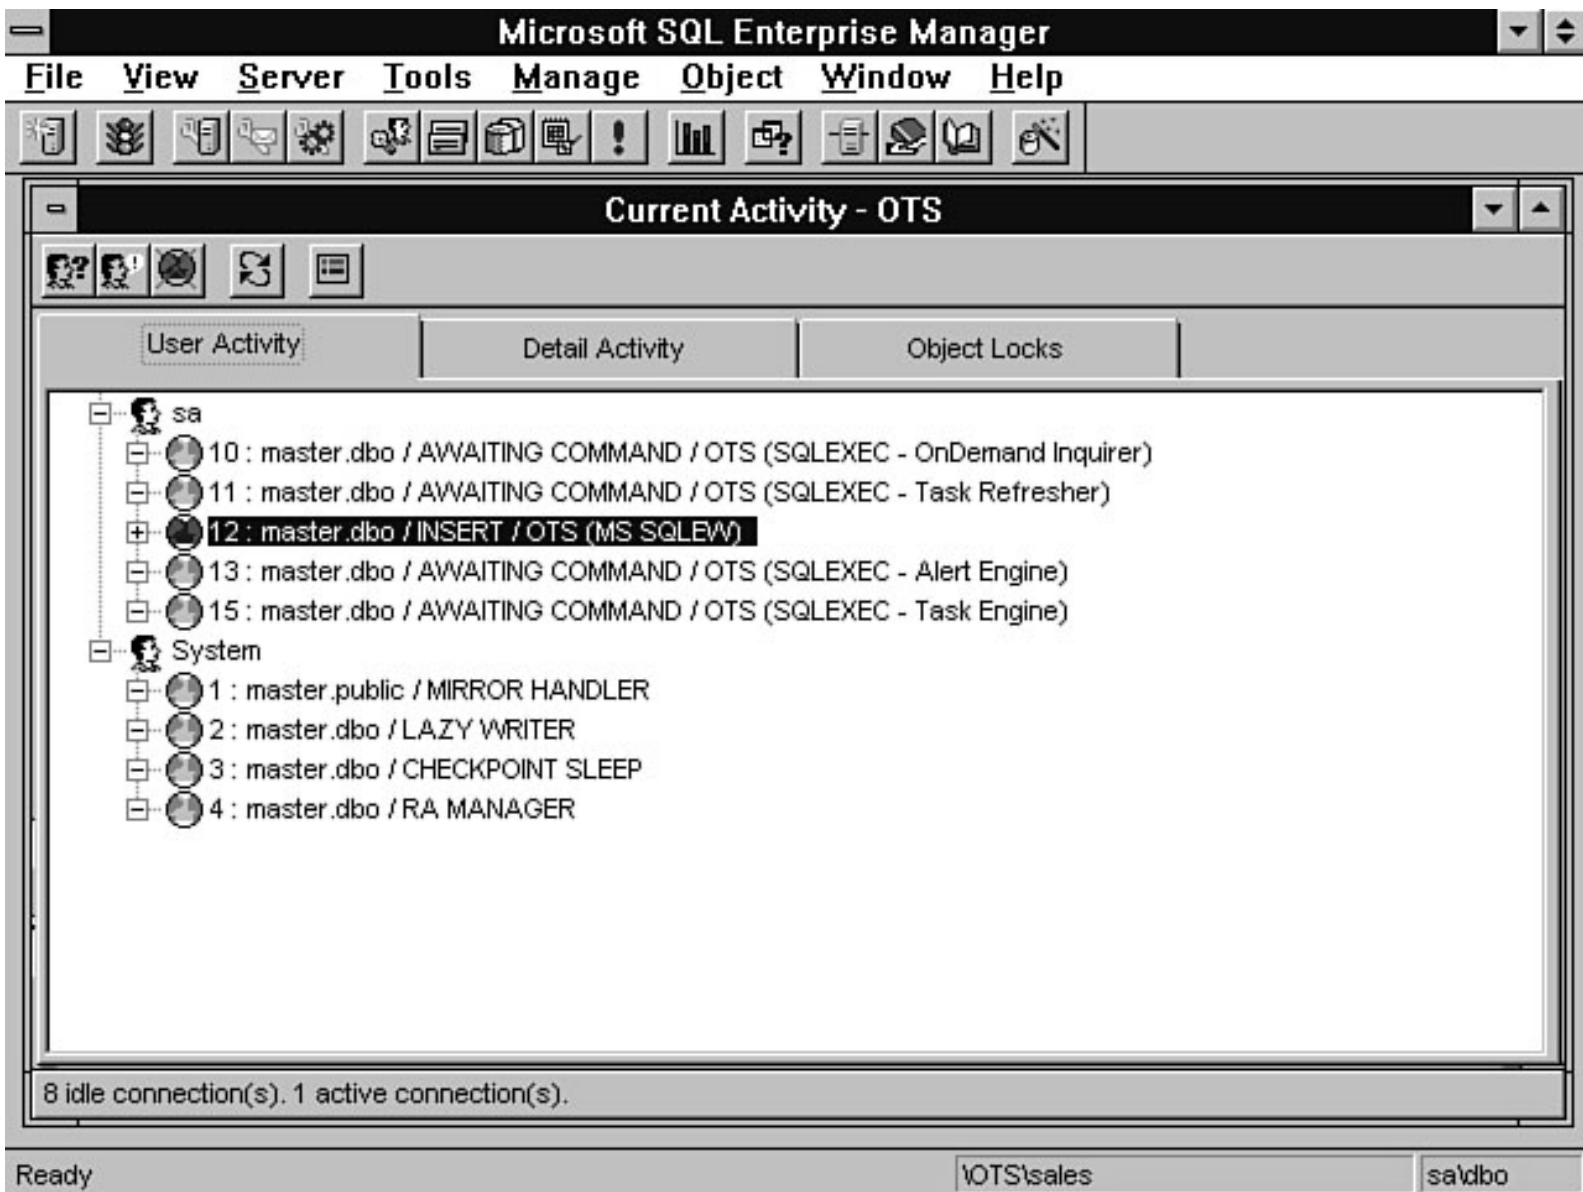 Microsoft SQL Enterprise Manager
File View Server Tools Manage Object Window Help
Current Activity - OTS
User Activity Detail Activity Object Locks
sa
10 : master.dbo / AWAITING COMMAND / OTS (SQLEXEC - OnDemand Inquirer)
11 : master.dbo / AWAITING COMMAND / OTS (SQLEXEC - Task Refresher)
12 : master.dbo / INSERT / OTS (MS SQLEW)
13 : master.dbo / AWAITING COMMAND / OTS (SQLEXEC - Alert Engine)
15 : master.dbo / AWAITING COMMAND / OTS (SQLEXEC - Task Engine)
System
1 : master.public / MIRROR HANDLER
2 : master.dbo / LAZY WRITER
3 : master.dbo / CHECKPOINT SLEEP
4 : master.dbo / RA MANAGER
8 idle connection(s). 1 active connection(s).
Ready \OTS\sales sa\dbo